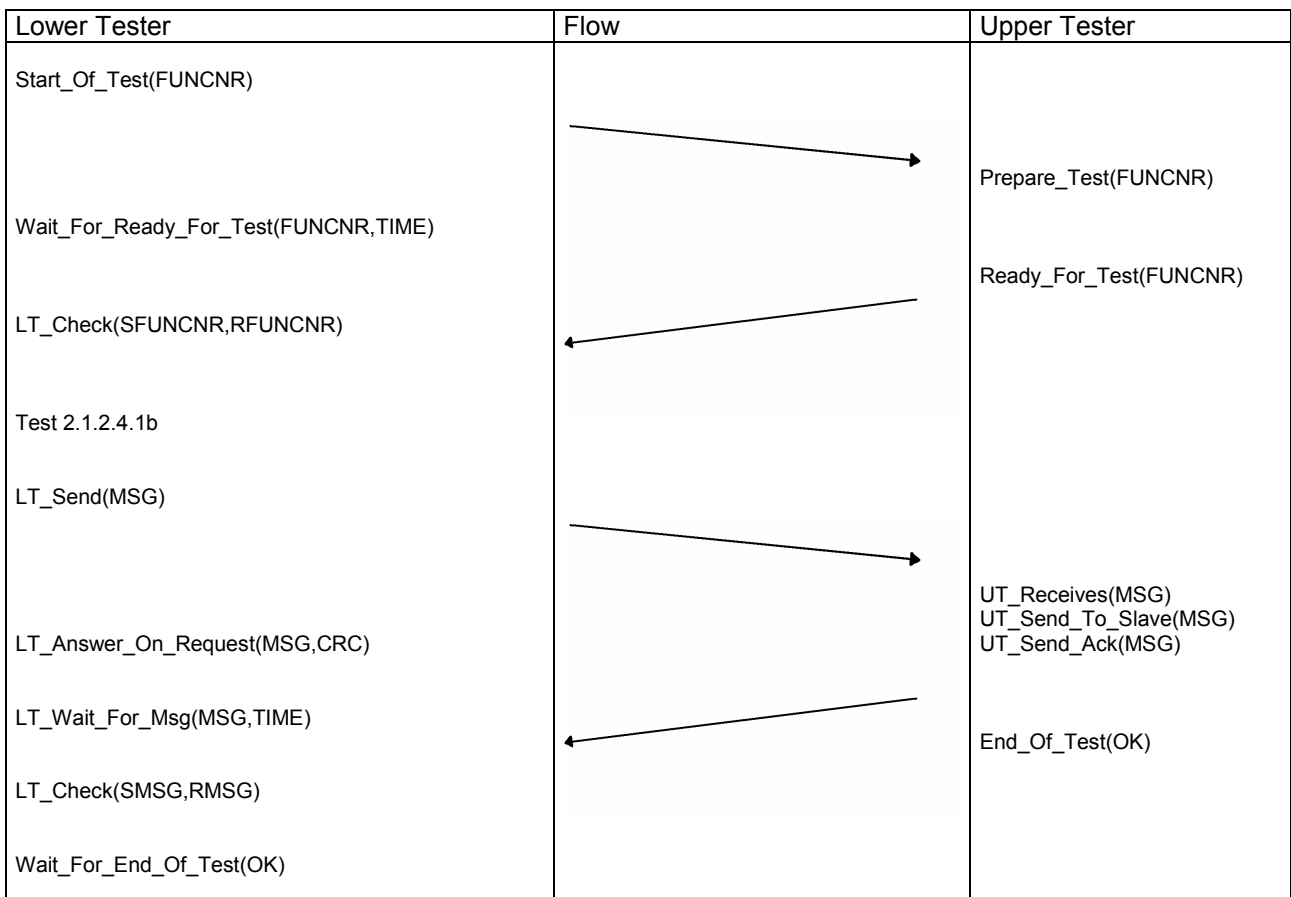 Lower Tester Flow Upper Tester
Start_Of_Test(FUNCNR)
Prepare_Test(FUNCNR)
Wait_For_Ready_For_Test(FUNCNR,TIME)
Ready_For_Test(FUNCNR)
LT_Check(SFUNCNR,RFUNCNR)
Test 2.1.2.4.1b
LT_Send(MSG)
UT_Receives(MSG)
UT_Send_To_Slave(MSG)
LT_Answer_On_Request(MSG,CRC) UT_Send_Ack(MSG)
LT_Wait_For_Msg(MSG,TIME)
End_Of_Test(OK)
LT_Check(SMSG,RMSG)
Wait_For_End_Of_Test(OK)